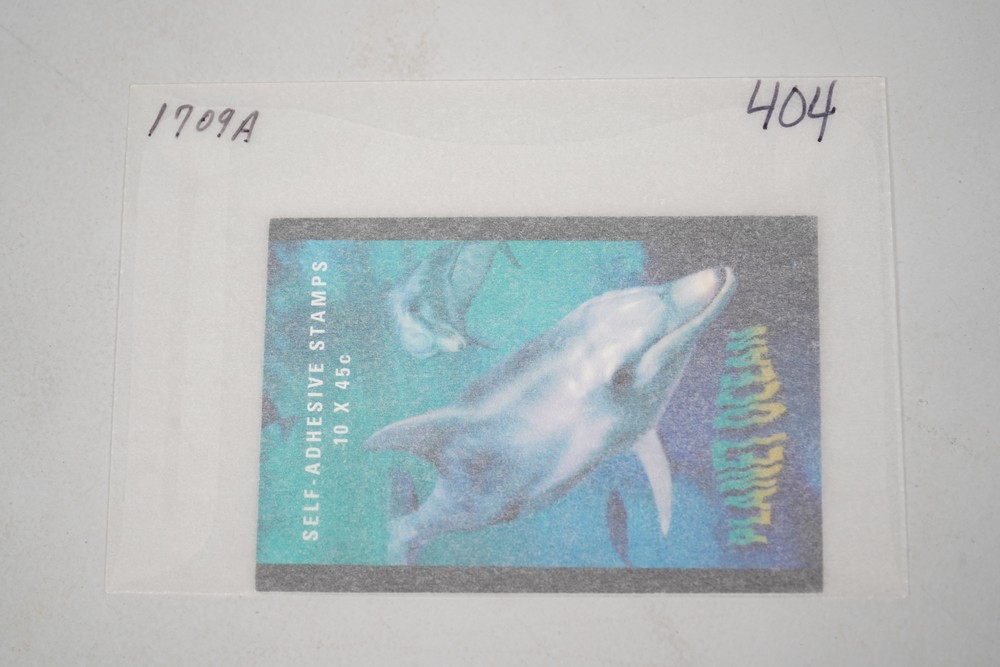 1709A
404
SELF-ADHESIVE STAMPS
10 X 45c
PLANET OCEAN